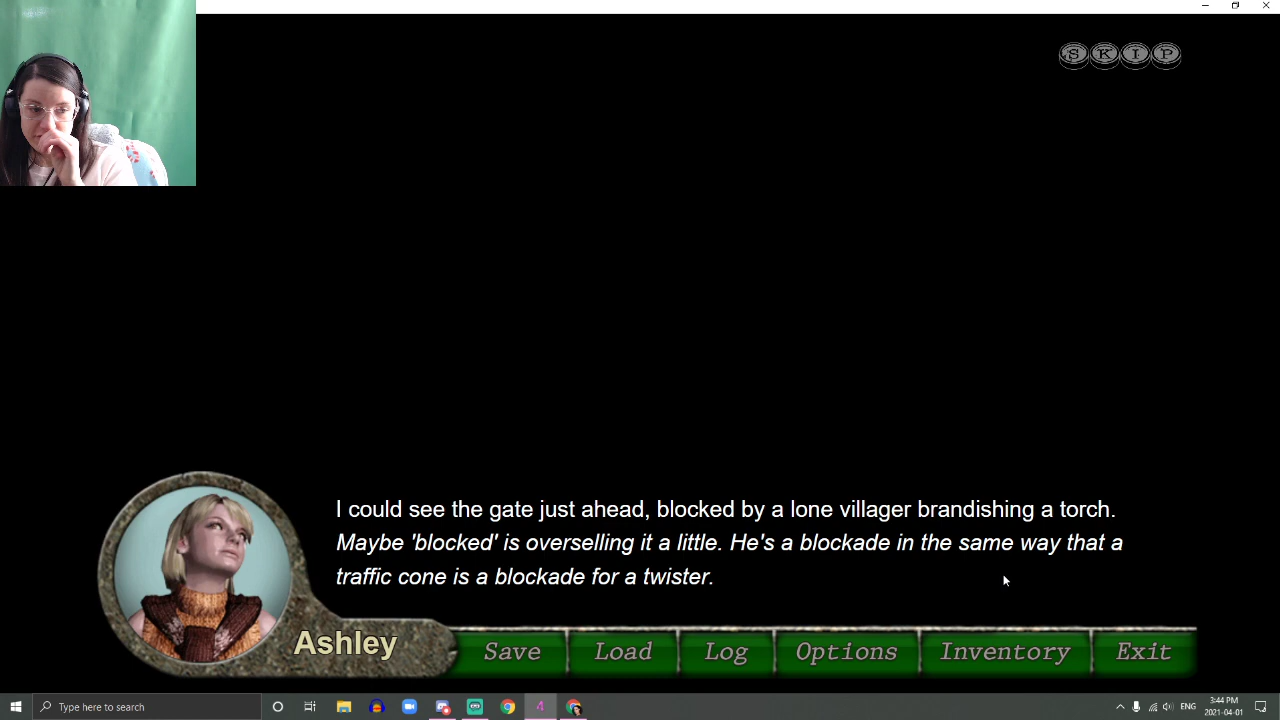 SKIP
I could see the gate just ahead, blocked by a lone villager brandishing a torch.
Maybe 'blocked' is overselling it a little. He's a blockade in the same way that a
traffic cone is a blockade for a twister.
Ashley
Save Load Log Options Inventory Exit
Type here to search
4
ENG
3:44 PM
2021-04-01